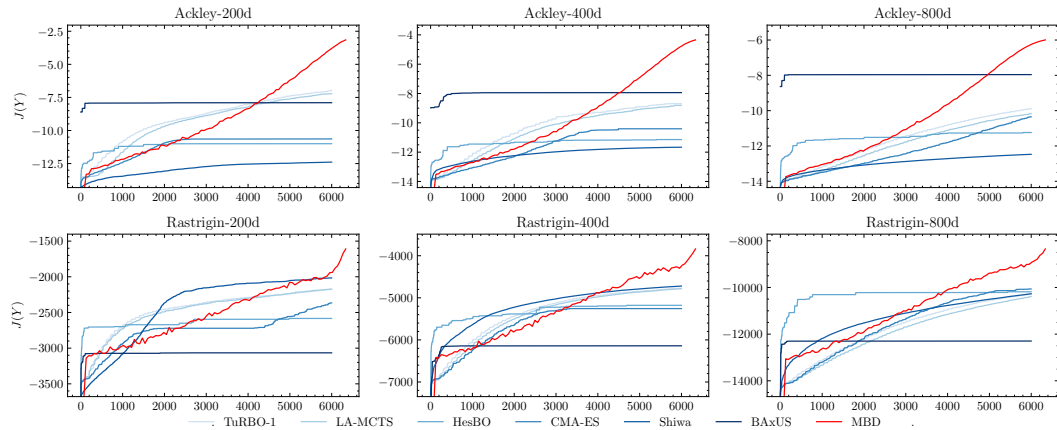 Ackley-200d
Ackley-400d
Ackley-800d
−2.5
−5.0
−7.5
−10.0
−12.5
J(Y)
0 1000 2000 3000 4000 5000 6000
−4
−6
−8
−10
−12
−14
0 1000 2000 3000 4000 5000 6000
−6
−8
−10
−12
−14
0 1000 2000 3000 4000 5000 6000
Rastrigin-200d
Rastrigin-400d
Rastrigin-800d
−1500
−2000
−2500
−3000
−3500
J(Y)
0 1000 2000 3000 4000 5000 6000
−4000
−5000
−6000
−7000
0 1000 2000 3000 4000 5000 6000
−8000
−10000
−12000
−14000
0 1000 2000 3000 4000 5000 6000
TuRBO-1 LA-MCTS HesBO CMA-ES Shiwa BAxUS MBD